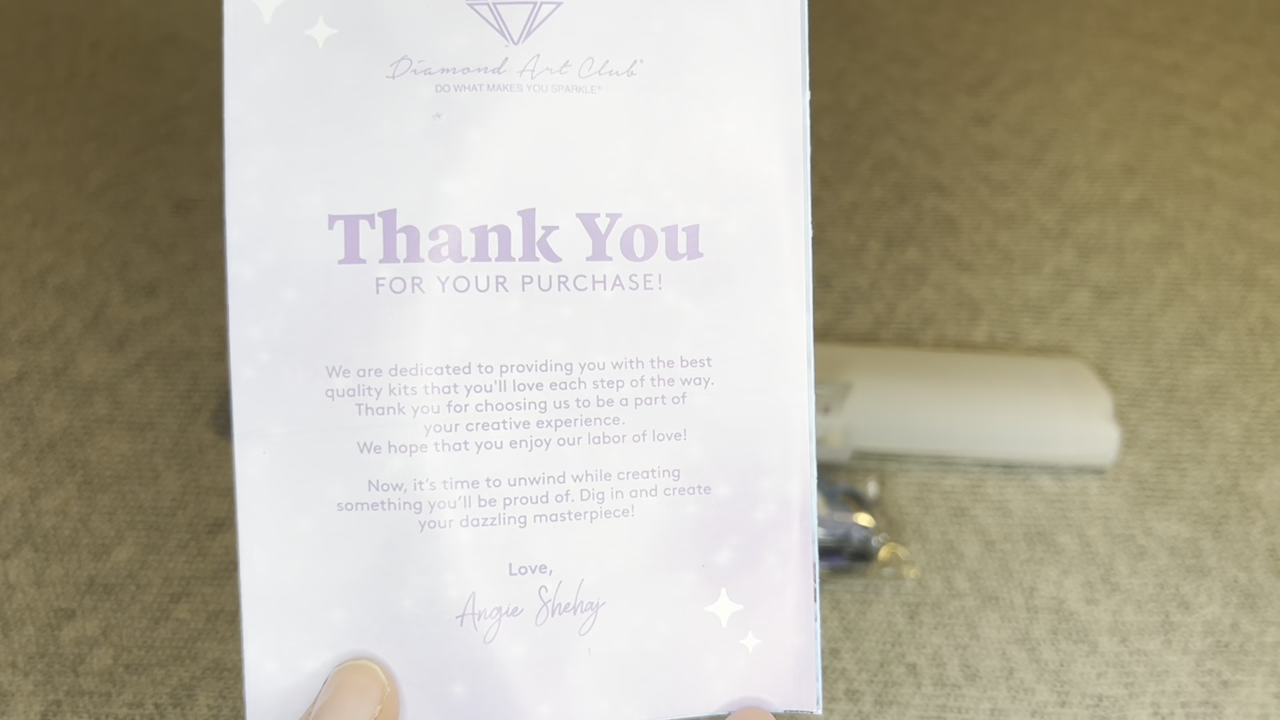 Diamond Art Club®
DO WHAT MAKES YOU SPARKLE®
Thank You
FOR YOUR PURCHASE!
We are dedicated to providing you with the best
quality kits that you'll love each step of the way.
Thank you for choosing us to be a part of
your creative experience.
We hope that you enjoy our labor of love!
Now, it's time to unwind while creating
something you'll be proud of. Dig in and create
your dazzling masterpiece!
Love,
Angie Shehaj